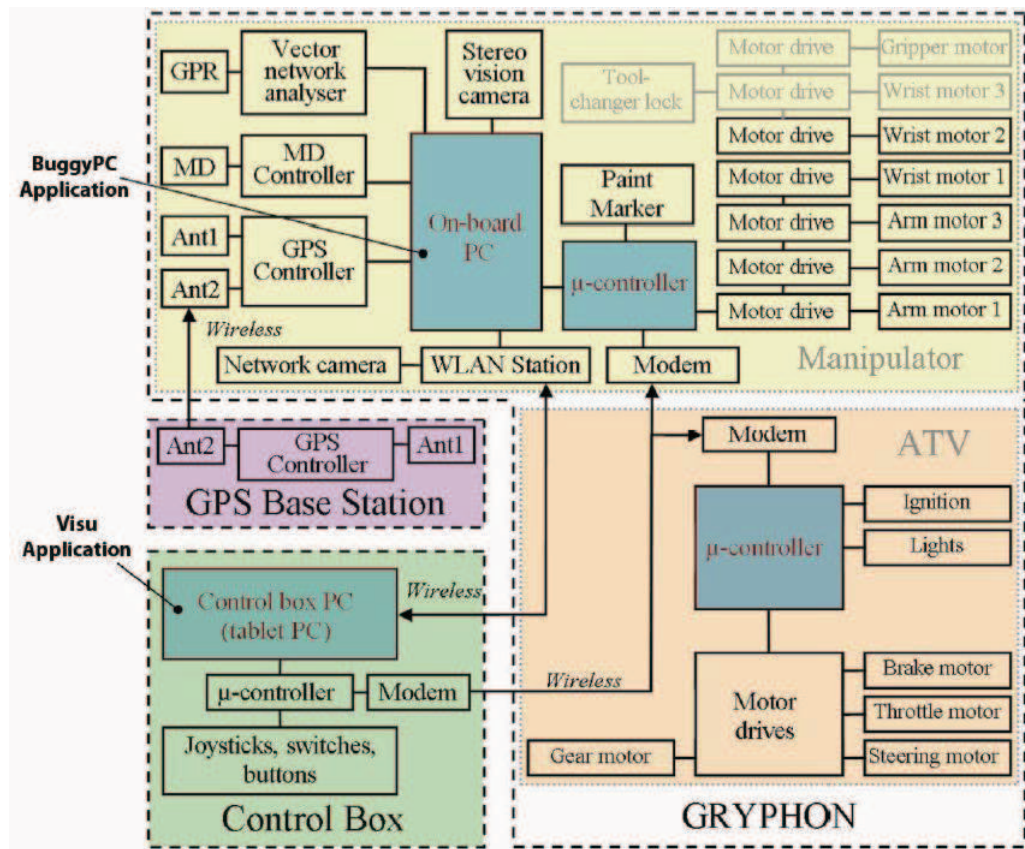 GPR
Vector
network
analyser
Stereo
vision
camera
Motor drive
Gripper motor
Tool-
changer lock
Motor drive
Wrist motor 3
Motor drive
Wrist motor 2
BuggyPC
Application
MD
MD
Controller
On-board
PC
Paint
Marker
Motor drive
Wrist motor 1
Ant1
GPS
Controller
Motor drive
Arm motor 3
Ant2
μ-controller
Motor drive
Arm motor 2
Motor drive
Arm motor 1
Wireless
Network camera
WLAN Station
Modem
Manipulator
Ant2
GPS
Controller
Ant1
GPS Base Station
Modem
ATV
μ-controller
Ignition
Lights
Visu
Application
Control box PC
(tablet PC)
Wireless
μ-controller
Modem
Wireless
Joysticks, switches,
buttons
Control Box
Motor
drives
Brake motor
Throttle motor
Gear motor
Steering motor
GRYPHON